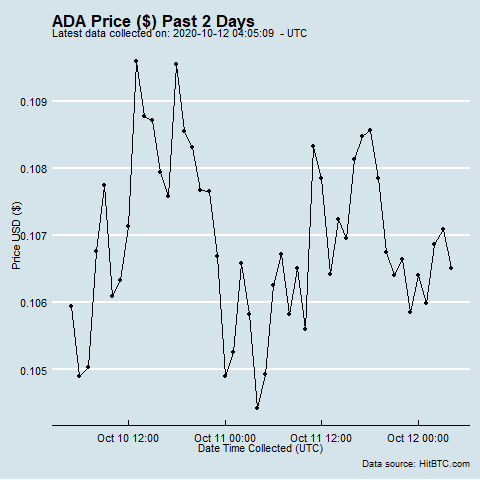 ADA Price ($) Past 2 Days
Latest data collected on: 2020-10-12 04:05:09  - UTC
Price USD ($)
0.109
0.108
0.107
0.106
0.105
Oct 10 12:00 Oct 11 00:00 Oct 11 12:00 Oct 12 00:00
Date Time Collected (UTC)
Data source: HitBTC.com